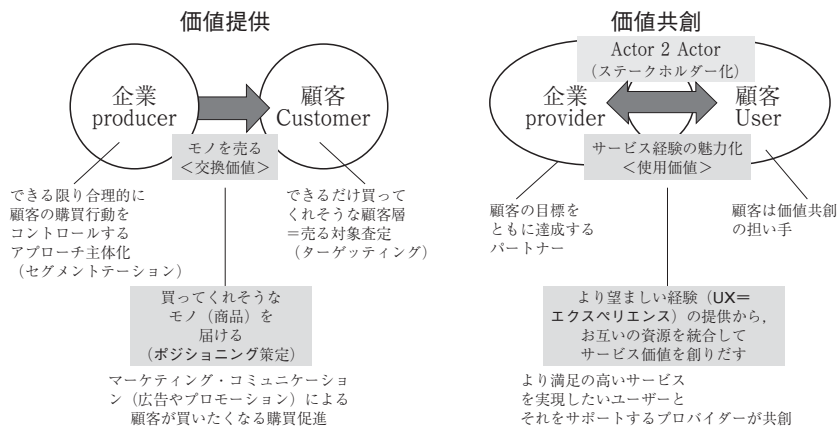 価値提供
企業
producer
顧客
Customer
モノを売る
＜交換価値＞
できる限り合理的に
顧客の購買行動を
コントロールする
アプローチ主体化
（セグメントテーション）
できるだけ買って
くれそうな顧客層
＝売る対象査定
（ターゲッティング）
買ってくれそうな
モノ（商品）を
届ける
（ポジショニング策定）
マーケティング・コミュニケーショ
ン（広告やプロモーション）による
顧客が買いたくなる購買促進
価値共創
Actor 2 Actor
（ステークホルダー化）
企業
provider
顧客
User
サービス経験の魅力化
＜使用価値＞
顧客の目標を
ともに達成する
パートナー
顧客は価値共創
の担い手
より望ましい経験（UX＝
エクスペリエンス）の提供から，
お互いの資源を統合して
サービス価値を創りだす
より満足の高いサービス
を実現したいユーザーと
それをサポートするプロバイダーが共創